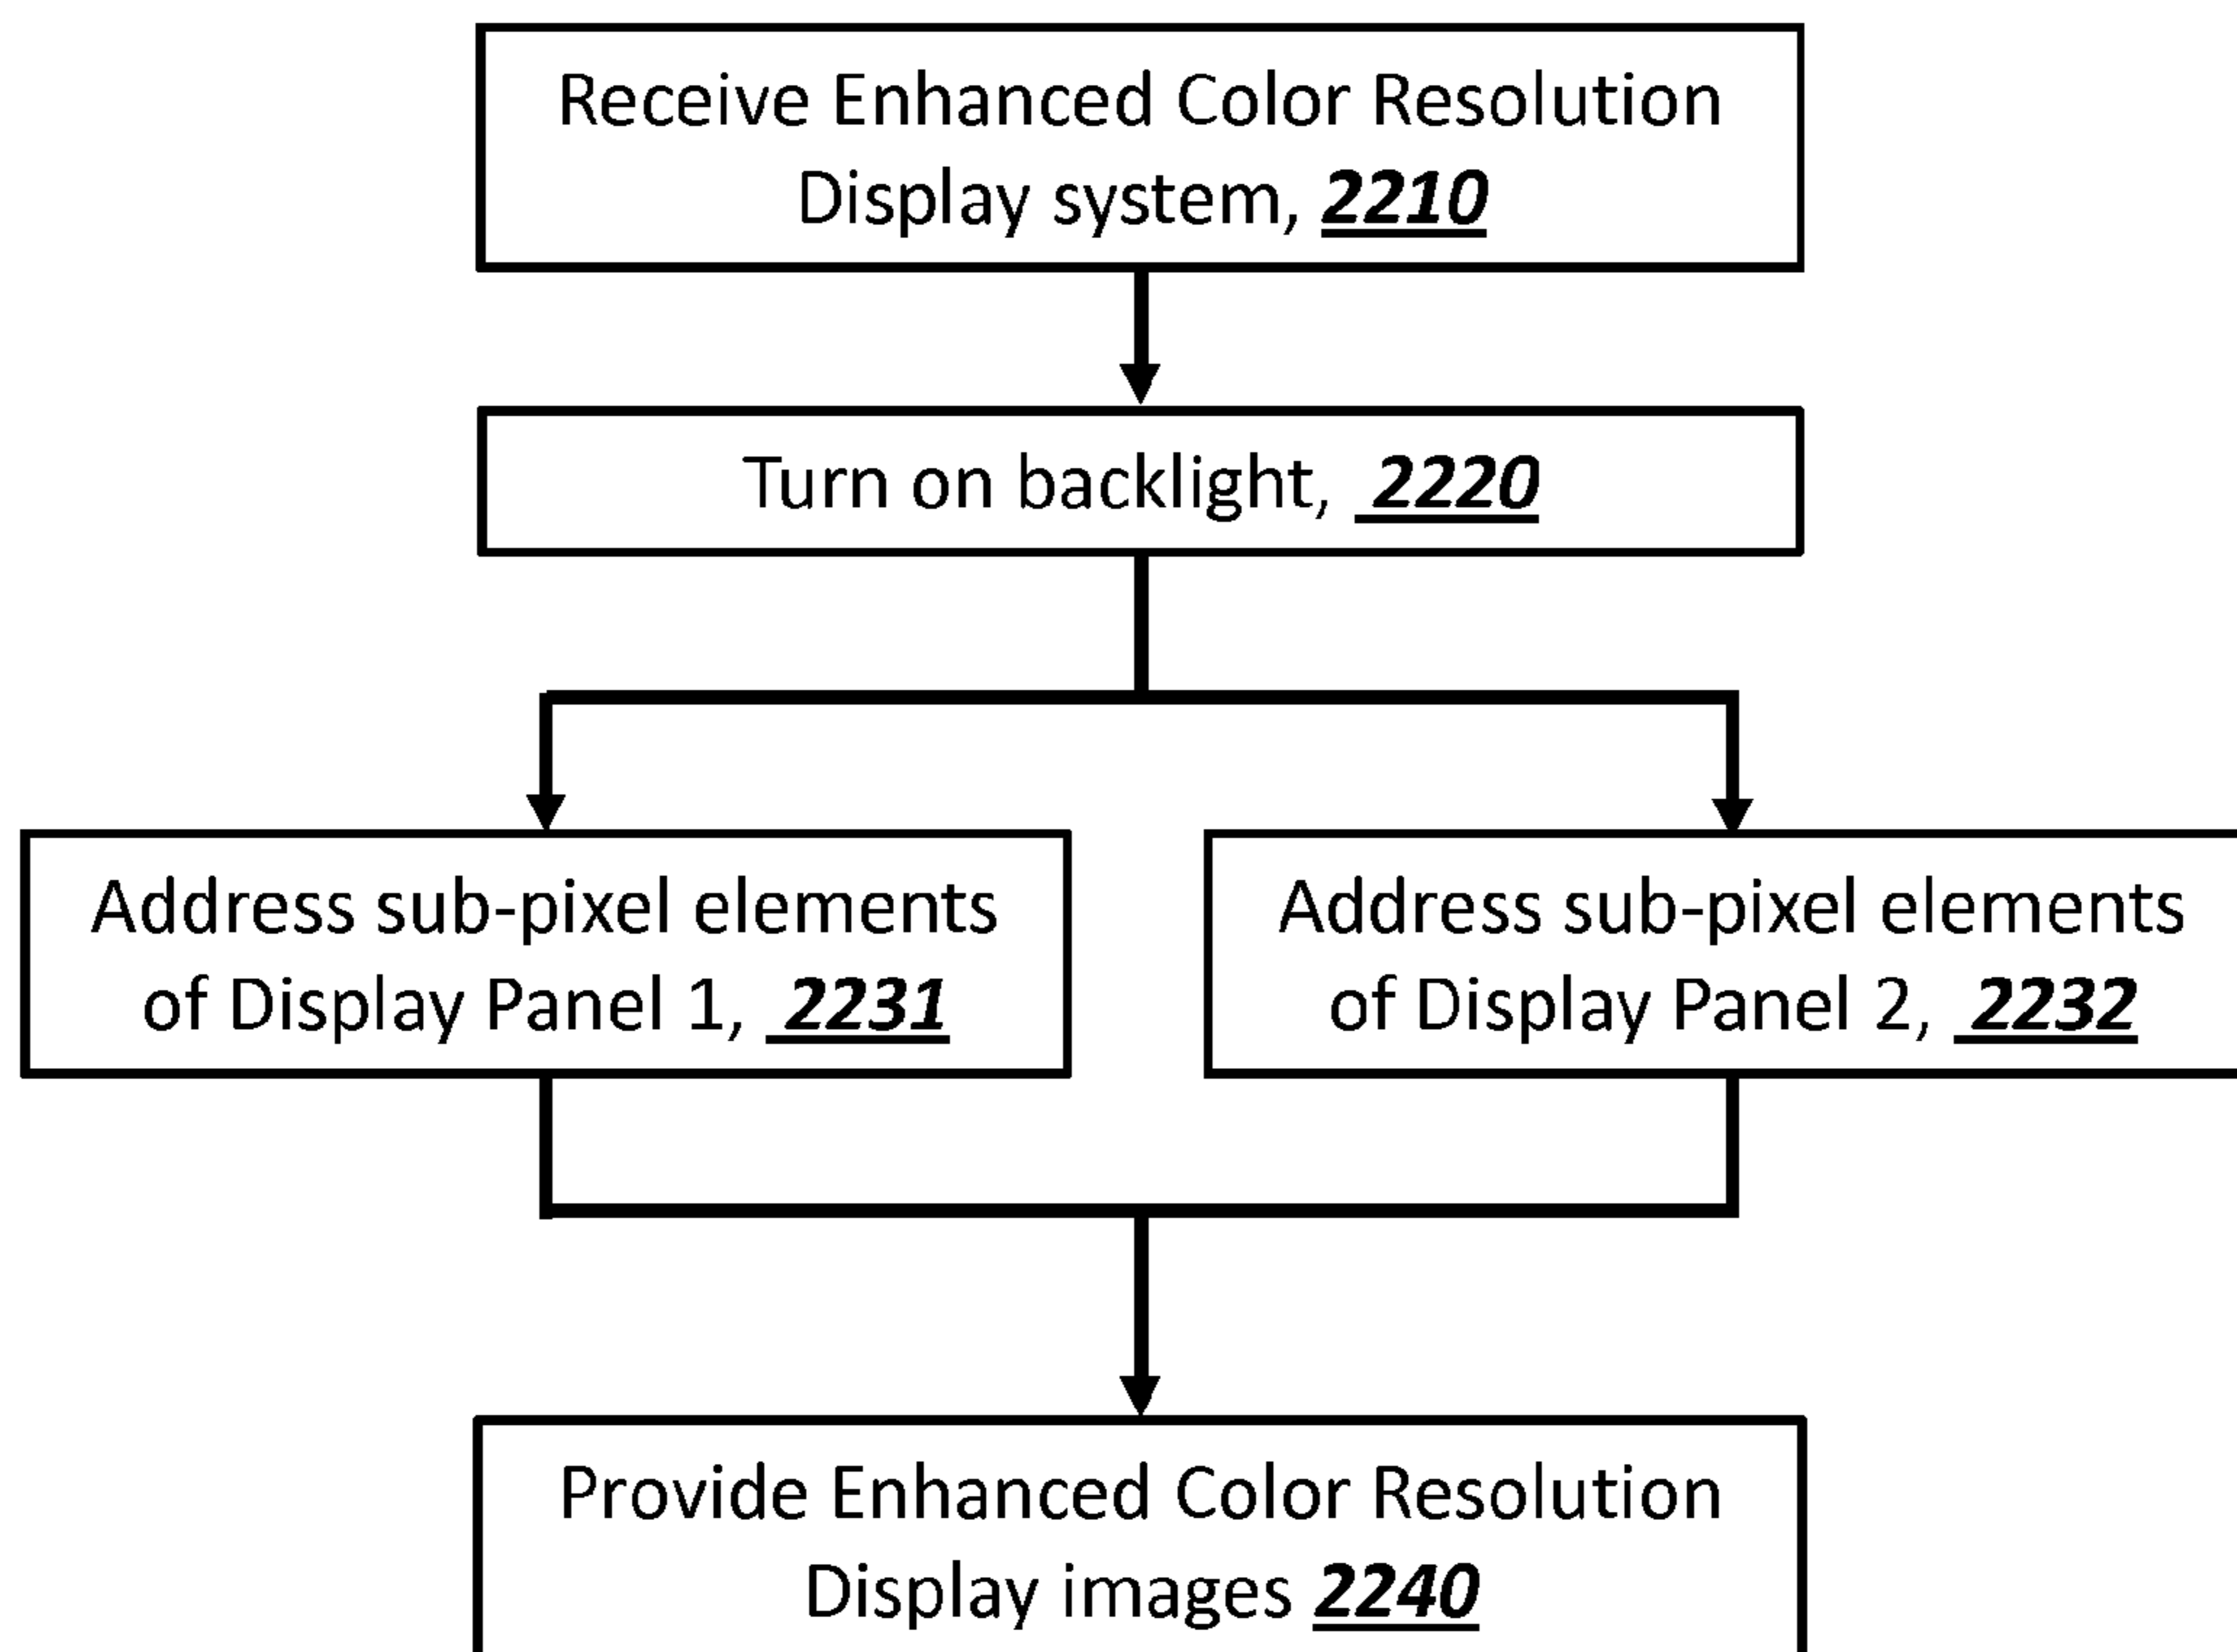 Receive Enhanced Color Resolution
Display system, 2210
Turn on backlight, 2220
Address sub-pixel elements
of Display Panel 1, 2231
Address sub-pixel elements
of Display Panel 2, 2232
Provide Enhanced Color Resolution
Display images 2240